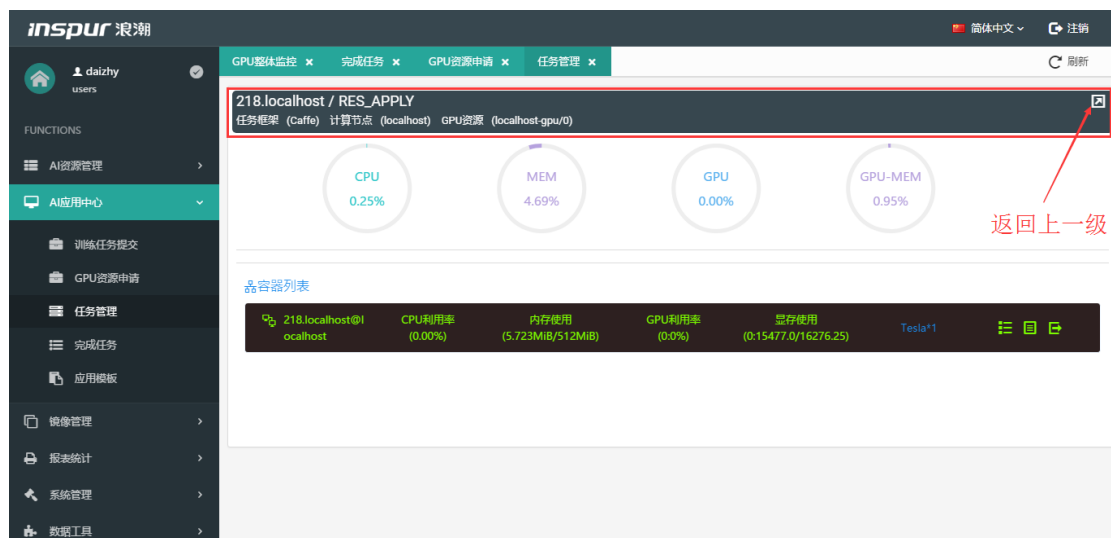 inspur 浪潮
简体中文
注销
daizhy
users
GPU整体监控 ×
完成任务 ×
GPU资源申请 ×
任务管理 ×
刷新
FUNCTIONS
AI资源管理
AI应用中心
训练任务提交
GPU资源申请
任务管理
完成任务
应用模板
镜像管理
报表统计
系统管理
数据工具
218.localhost / RES_APPLY
任务框架 (Caffe) 计算节点 (localhost) GPU资源 (localhost-gpu/0)
CPU
0.25%
MEM
4.69%
GPU
0.00%
GPU-MEM
0.95%
返回上一级
容器列表
218.localhost@l
ocalhost
CPU利用率
(0.00%)
内存使用
(5.723MiB/512MiB)
GPU利用率
(0:0%)
显存使用
(0:15477.0/16276.25)
Tesla*1